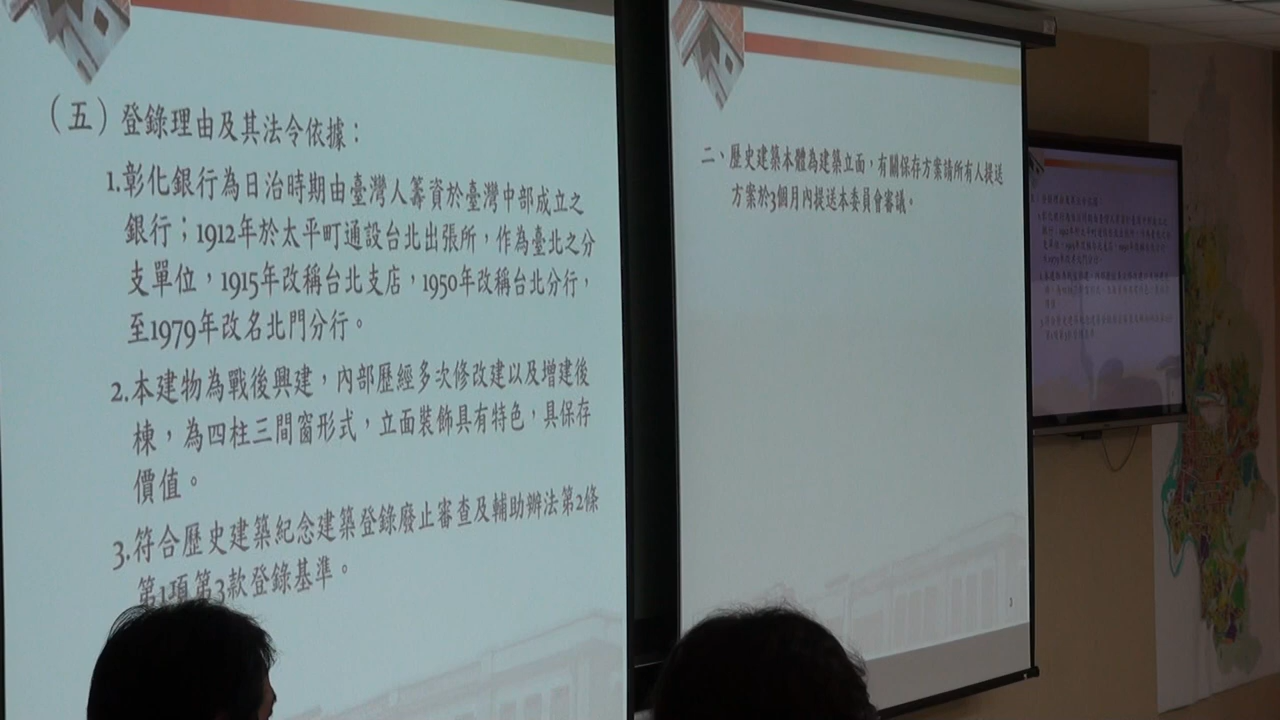 （五）登錄理由及其法令依據：
1.彰化銀行為日治時期由臺灣人籌資於臺灣中部成立之
銀行；1912年於太平町通設台北出張所，作為臺北之分
支單位，1915年改稱台北支店，1950年改稱台北分行，
至1979年改名北門分行。
2.本建物為戰後興建，內部歷經多次修改建以及增建後
棟，為四柱三間窗形式，立面裝飾具有特色，具保存
價值。
3.符合歷史建築紀念建築登錄廢止審查及輔助辦法第2條
第1項第3款登錄基準。
二、歷史建築本體為建築立面，有關保存方案請所有人提送
方案於3個月內提送本委員會審議。
3